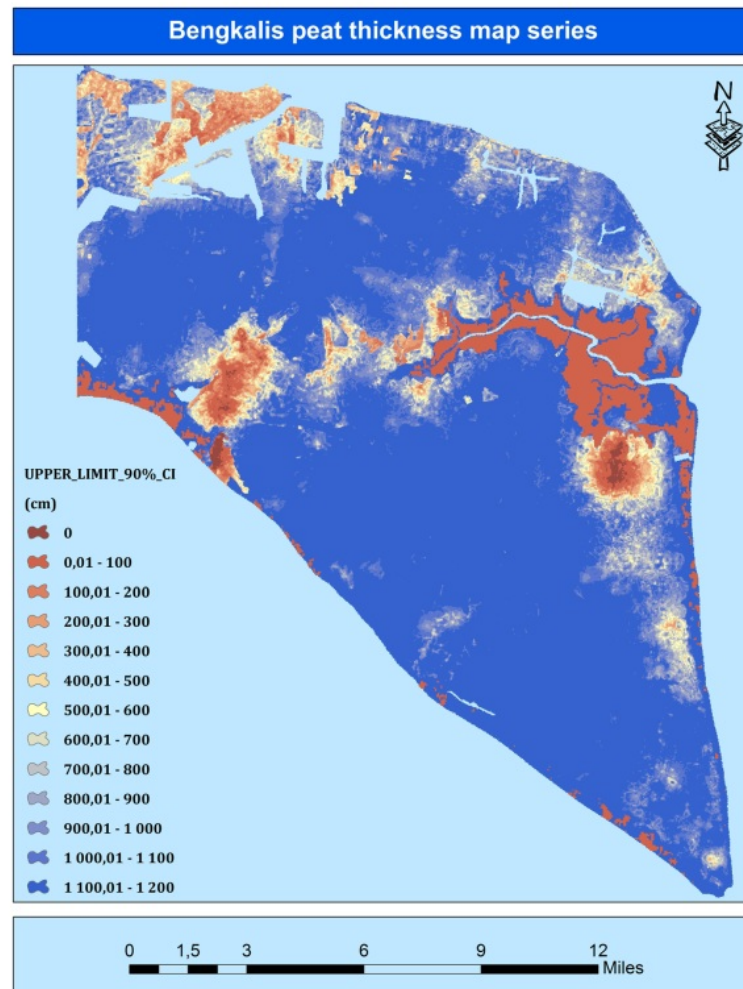 Bengkalis peat thickness map series
N
UPPER_LIMIT_90%_CI
(cm)
0
0,01 - 100
100,01 - 200
200,01 - 300
300,01 - 400
400,01 - 500
500,01 - 600
600,01 - 700
700,01 - 800
800,01 - 900
900,01 - 1 000
1 000,01 - 1 100
1 100,01 - 1 200
0 1,5 3 6 9 12
Miles